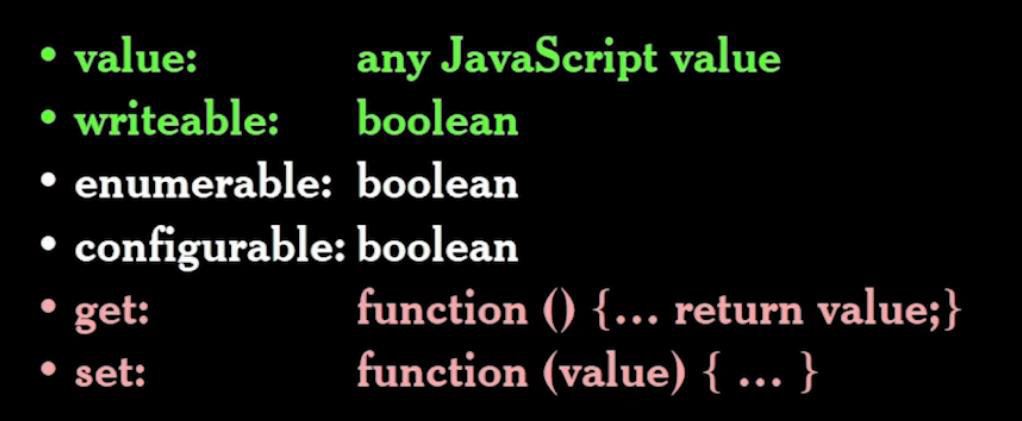 • value: any JavaScript value
• writeable: boolean
• enumerable: boolean
• configurable: boolean
• get: function () {... return value;}
• set: function (value) { ... }